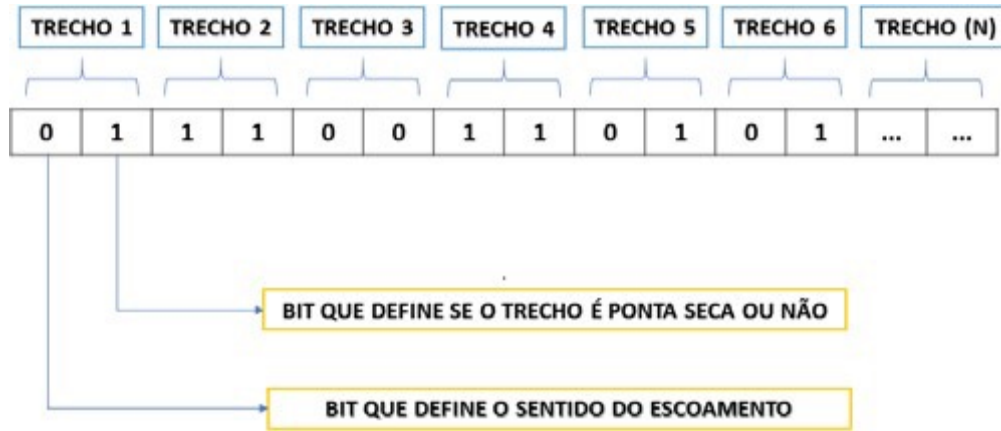 TRECHO 1 TRECHO 2 TRECHO 3 TRECHO 4 TRECHO 5 TRECHO 6 TRECHO (N)
0 1 1 1 0 0 1 1 0 1 0 1 ... ...
BIT QUE DEFINE SE O TRECHO É PONTA SECA OU NÃO
BIT QUE DEFINE O SENTIDO DO ESCOAMENTO